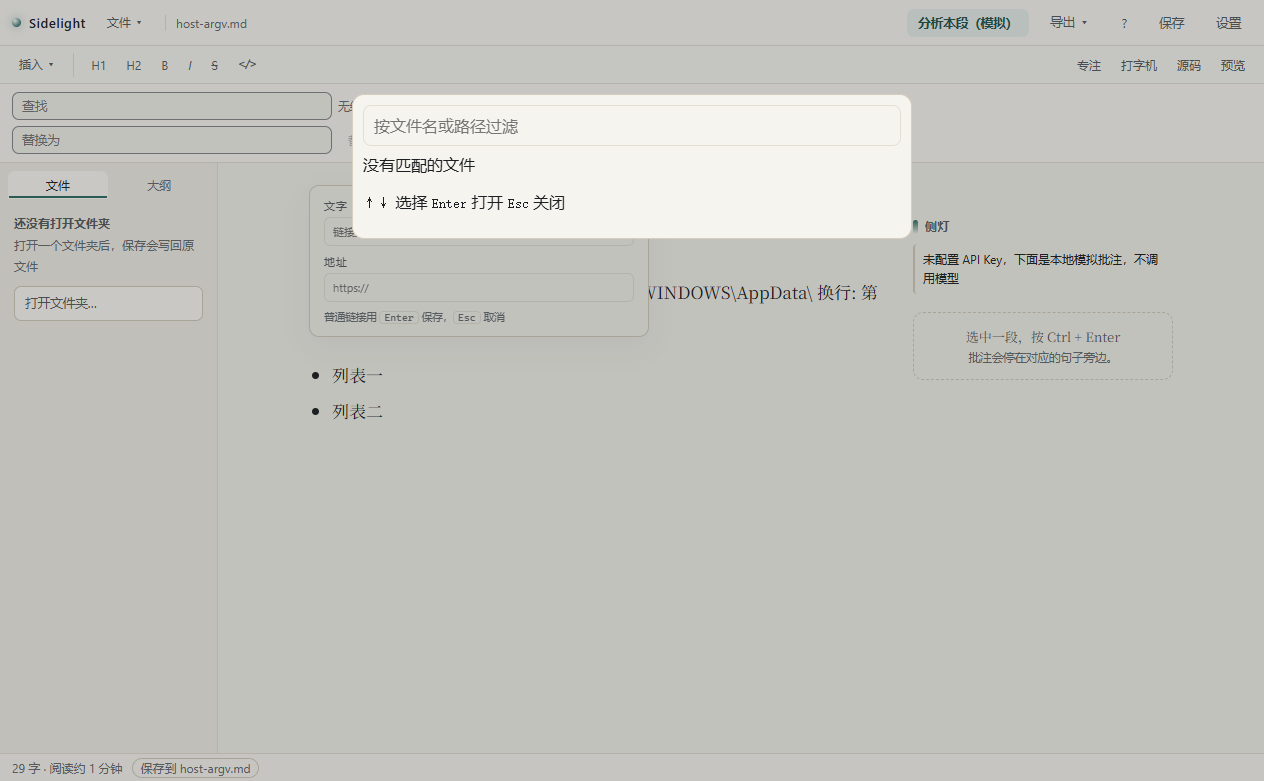 Sidelight 文件 host-argv.md 分析本段（模拟） 导出 ? 保存 设置
插入 H1 H2 B I S </> 专注 打字机 源码 预览
查找 无
替换为
按文件名或路径过滤
没有匹配的文件
↑ ↓ 选择 Enter 打开 Esc 关闭
文件 大纲
还没有打开文件夹
打开一个文件夹后，保存会写回原
文件
打开文件夹...
文字
链接
地址
https://
普通链接用 Enter 保存，Esc 取消
WINDOWS\AppData\ 换行: 第
列表一
列表二
侧灯
未配置 API Key，下面是本地模拟批注，不调
用模型
选中一段，按 Ctrl + Enter
批注会停在对应的句子旁边。
29 字 · 阅读约 1 分钟 保存到 host-argv.md